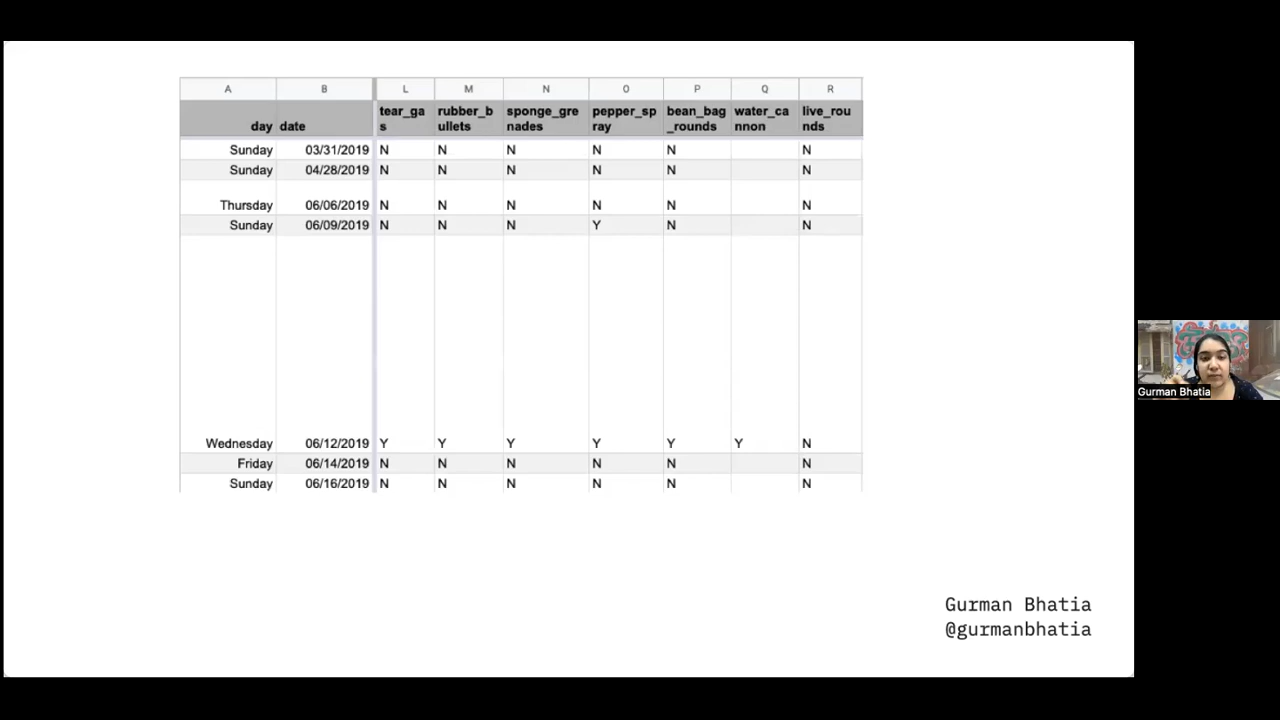 A B L M N O P Q R
day date tear_ga rubber_b sponge_gre pepper_sp bean_bag water_ca live_rou
s ullets nades ray _rounds nnon nds
Sunday 03/31/2019 N N N N N N
Sunday 04/28/2019 N N N N N N
Thursday 06/06/2019 N N N N N N
Sunday 06/09/2019 N N N Y N N
Wednesday 06/12/2019 Y Y Y Y Y Y N
Friday 06/14/2019 N N N N N N
Sunday 06/16/2019 N N N N N N
Gurman Bhatia
@gurmanbhatia
Gurman Bhatia